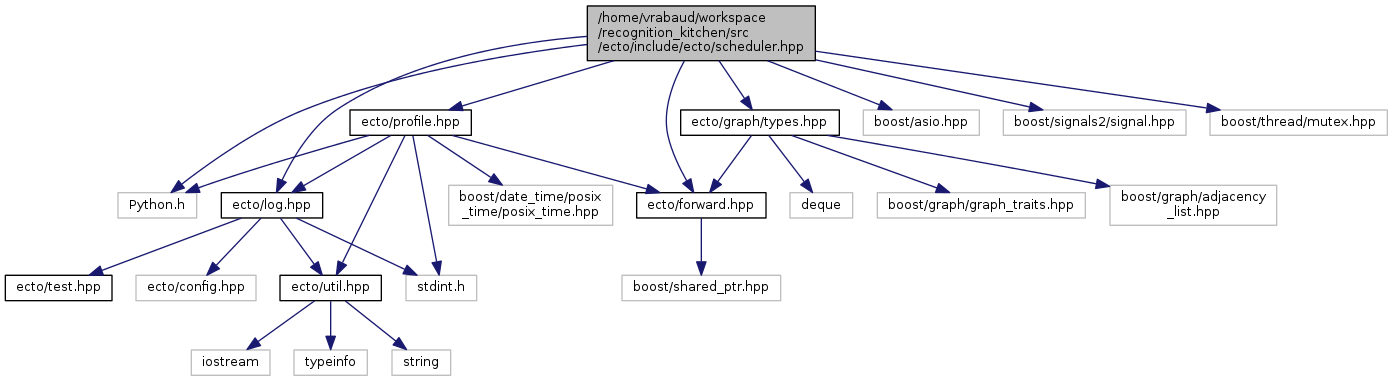 /home/vrabaud/workspace
/recognition_kitchen/src
/ecto/include/ecto/scheduler.hpp
ecto/profile.hpp
ecto/graph/types.hpp
boost/asio.hpp
boost/signals2/signal.hpp
boost/thread/mutex.hpp
Python.h
ecto/log.hpp
boost/date_time/posix
_time/posix_time.hpp
ecto/forward.hpp
deque
boost/graph/graph_traits.hpp
boost/graph/adjacency
_list.hpp
ecto/test.hpp
ecto/config.hpp
ecto/util.hpp
stdint.h
boost/shared_ptr.hpp
iostream
typeinfo
string